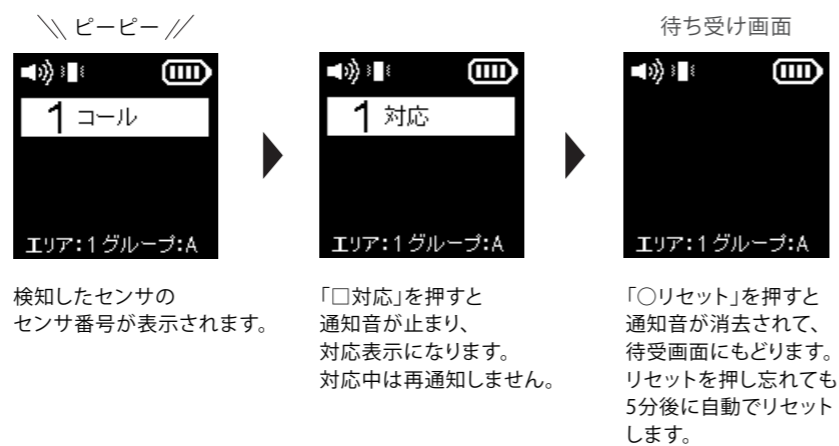 ピーピー
1 コール
エリア:1 グループ:A
検知したセンサの
センサ番号が表示されます。
1 対応
エリア:1 グループ:A
「□対応」を押すと
通知音が止まり、
対応表示になります。
対応中は再通知しません。
待ち受け画面
エリア:1 グループ:A
「○リセット」を押すと
通知音が消去されて、
待受画面にもどります。
リセットを押し忘れても
5分後に自動でリセット
します。